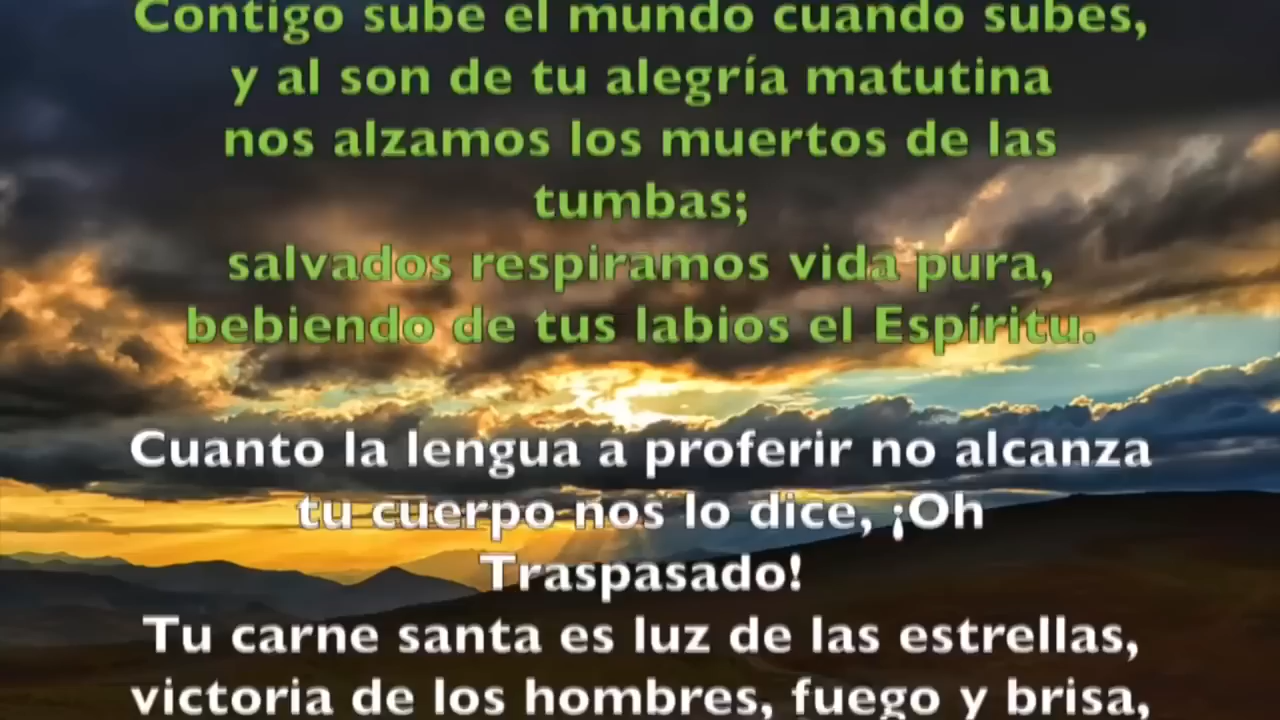 Contigo sube el mundo cuando subes,
y al son de tu alegría matutina
nos alzamos los muertos de las
tumbas;
salvados respiramos vida pura,
bebiendo de tus labios el Espíritu.
Cuanto la lengua a proferir no alcanza
tu cuerpo nos lo dice, ¡Oh
Traspasado!
Tu carne santa es luz de las estrellas,
victoria de los hombres, fuego y brisa,